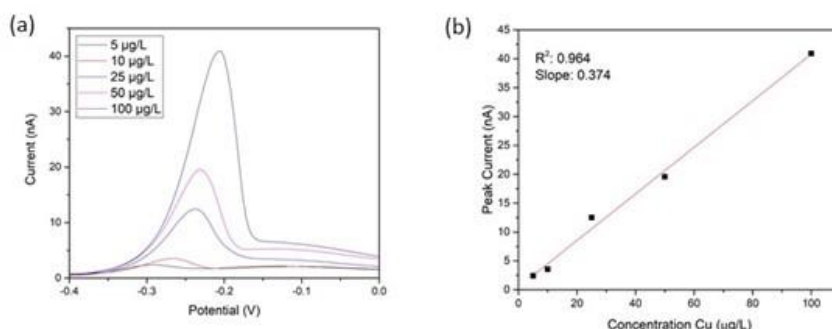 (a)
5 µg/L
10 µg/L
25 µg/L
50 µg/L
100 µg/L
40
30
20
10
0
Current (nA)
-0.4
-0.3
-0.2
-0.1
0.0
Potential (V)
(b)
R²: 0.964
Slope: 0.374
45
40
35
30
25
20
15
10
5
0
Peak Current (nA)
0
20
40
60
80
100
Concentration Cu (µg/L)